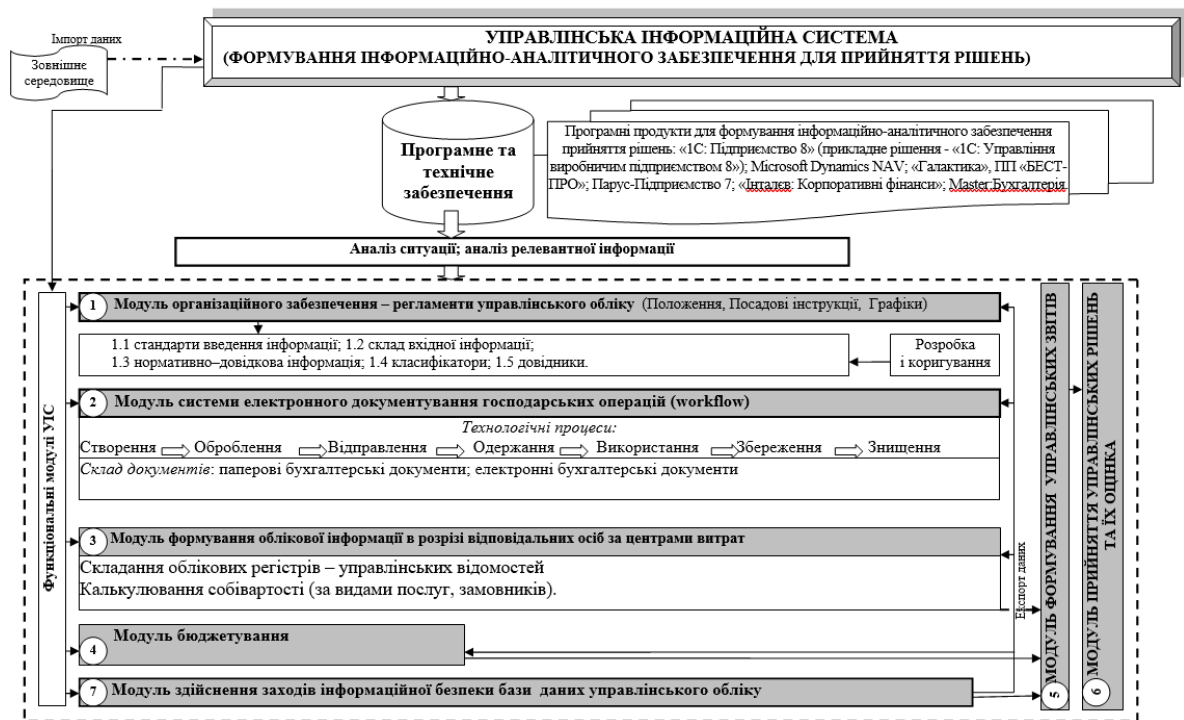 УПРАВЛІНСЬКА ІНФОРМАЦІЙНА СИСТЕМА
(ФОРМУВАННЯ ІНФОРМАЦІЙНО-АНАЛІТИЧНОГО ЗАБЕЗПЕЧЕННЯ ДЛЯ ПРИЙНЯТТЯ РІШЕНЬ)
Імпорт даних
Зовнішнє
середовище
Програмне та
технічне
забезпечення
Програмні продукти для формування інформаційно-аналітичного забезпечення
прийняття рішень: «1С: Підприємство 8» (прикладне рішення - «1С: Управління
виробничим підприємством 8»); Microsoft Dynamics NAV; «Галактика», ПП «БЕСТ-
ПРО»; Парус-Підприємство 7; «Інталєв: Корпоративні фінанси»; Master:Бухгалтерія
Аналіз ситуації; аналіз релевантної інформації
Функціональні модулі УІС
1 Модуль організаційного забезпечення – регламенти управлінського обліку (Положення, Посадові інструкції, Графіки)
1.1 стандарти введення інформації; 1.2 склад вхідної інформації;
1.3 нормативно–довідкова інформація; 1.4 класифікатори; 1.5 довідники.
Розробка
і коригування
2 Модуль системи електронного документування господарських операцій (workflow)
Технологічні процеси:
Створення Оброблення Відправлення Одержання Використання Збереження Знищення
Склад документів: паперові бухгалтерські документи; електронні бухгалтерські документи
3 Модуль формування облікової інформації в розрізі відповідальних осіб за центрами витрат
Складання облікових регістрів – управлінських відомостей
Калькулювання собівартості (за видами послуг, замовників).
4 Модуль бюджетування
7 Модуль здійснення заходів інформаційної безпеки бази даних управлінського обліку
Експорт даних
5 МОДУЛЬ ФОРМУВАННЯ УПРАВЛІНСЬКИХ ЗВІТІВ
6 МОДУЛЬ ПРИЙНЯТТЯ УПРАВЛІНСЬКИХ РІШЕНЬ
ТА ЇХ ОЦІНКА